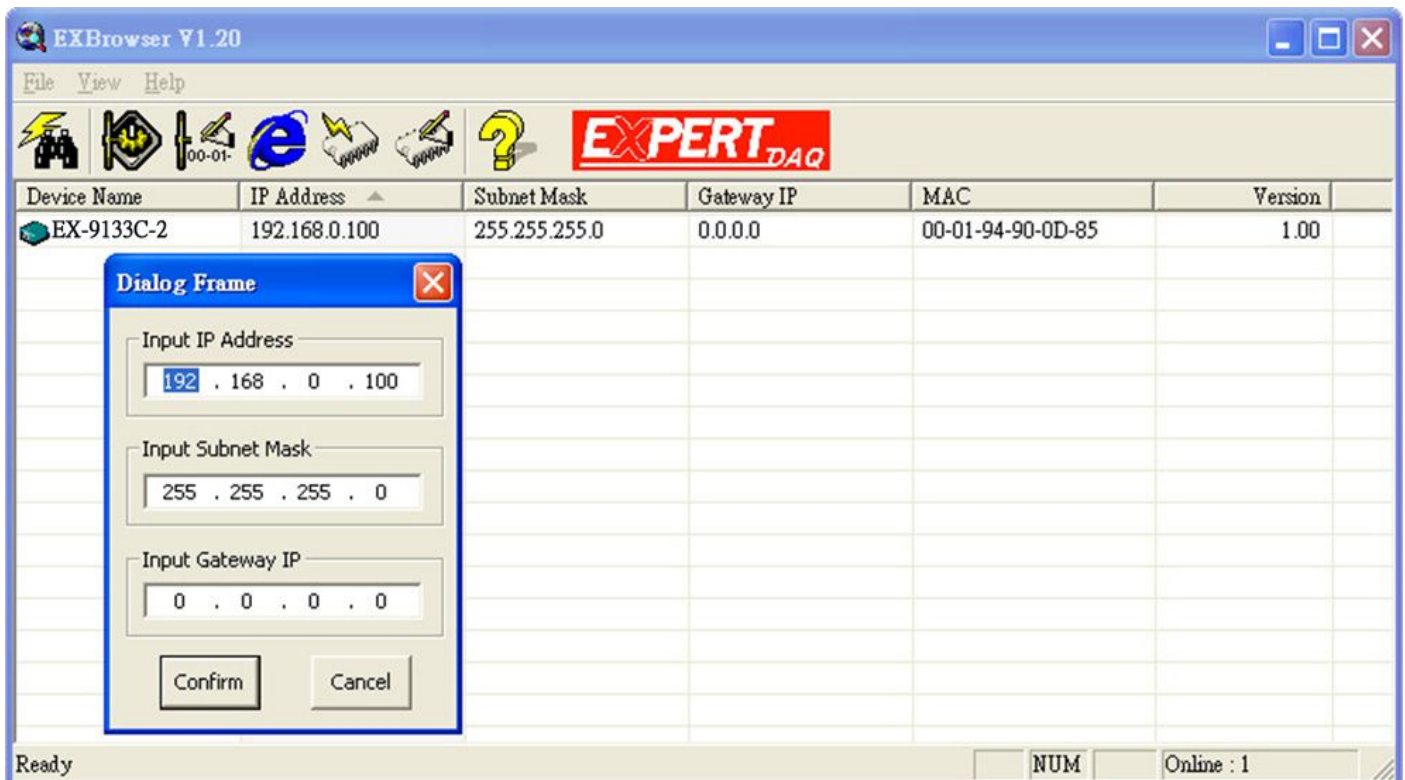 EXBrowser V1.20
File View Help
00-01-
EXPERT DAQ
Device Name IP Address Subnet Mask Gateway IP MAC Version
EX-9133C-2 192.168.0.100 255.255.255.0 0.0.0.0 00-01-94-90-0D-85 1.00
Dialog Frame
Input IP Address
192 . 168 . 0 . 100
Input Subnet Mask
255 . 255 . 255 . 0
Input Gateway IP
0 . 0 . 0 . 0
Confirm Cancel
Ready NUM Online : 1